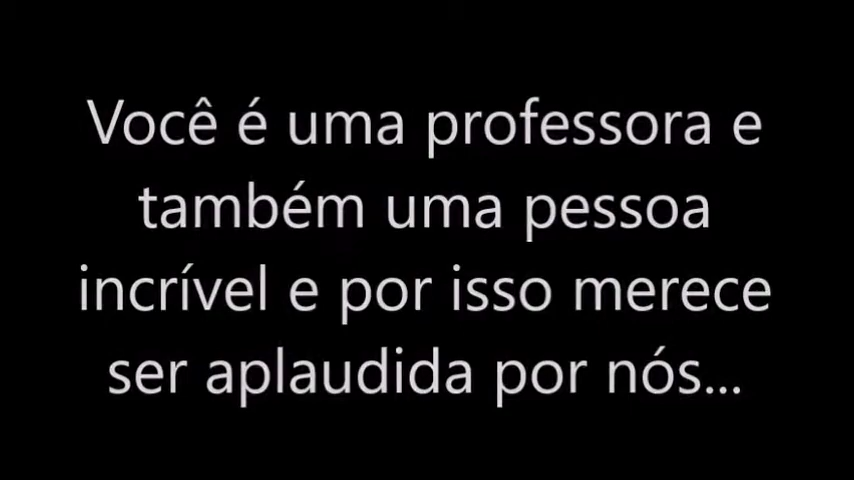 Você é uma professora e
também uma pessoa
incrível e por isso merece
ser aplaudida por nós...